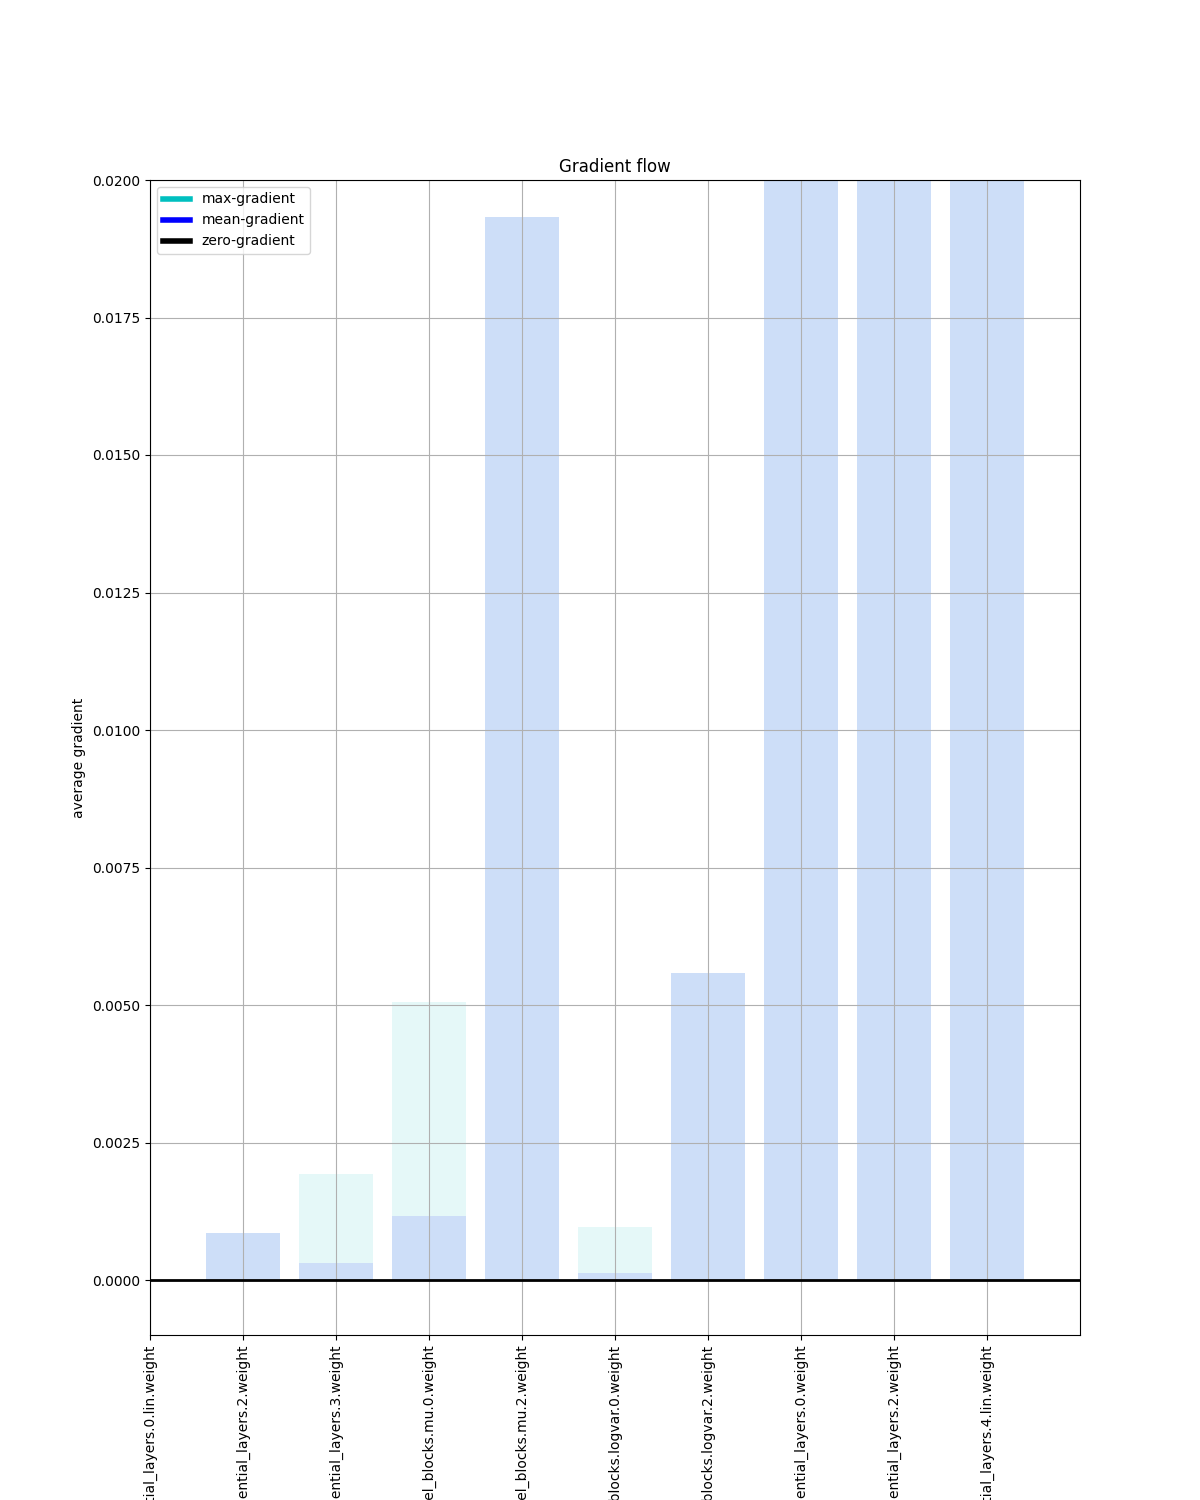 Gradient flow
max-gradient
mean-gradient
zero-gradient
0.0200
0.0175
0.0150
0.0125
0.0100
0.0075
0.0050
0.0025
0.0000
average gradient
tial_layers.0.lin.weight
ential_layers.2.weight
ential_layers.3.weight
el_blocks.mu.0.weight
el_blocks.mu.2.weight
blocks.logvar.0.weight
blocks.logvar.2.weight
ential_layers.0.weight
ential_layers.2.weight
tial_layers.4.lin.weight